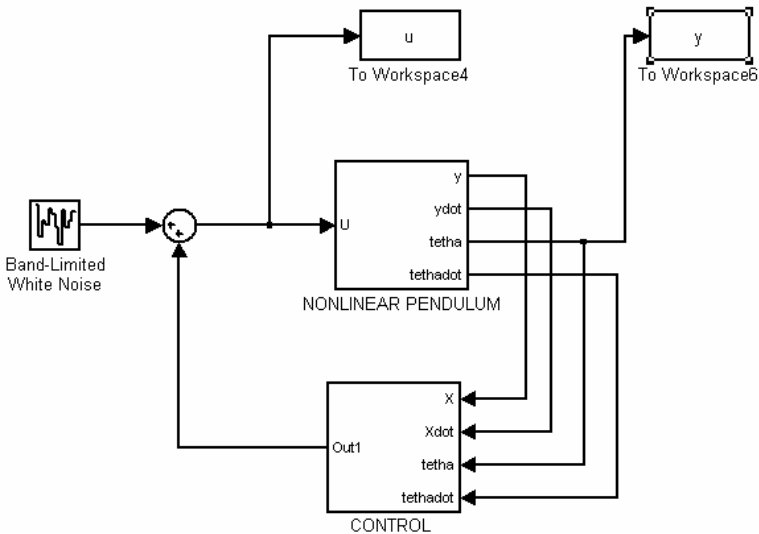 u
To Workspace4
y
To Workspace6
Band-Limited
White Noise
U
y
ydot
tetha
tethadot
NONLINEAR PENDULUM
Out1
X
Xdot
tetha
tethadot
CONTROL